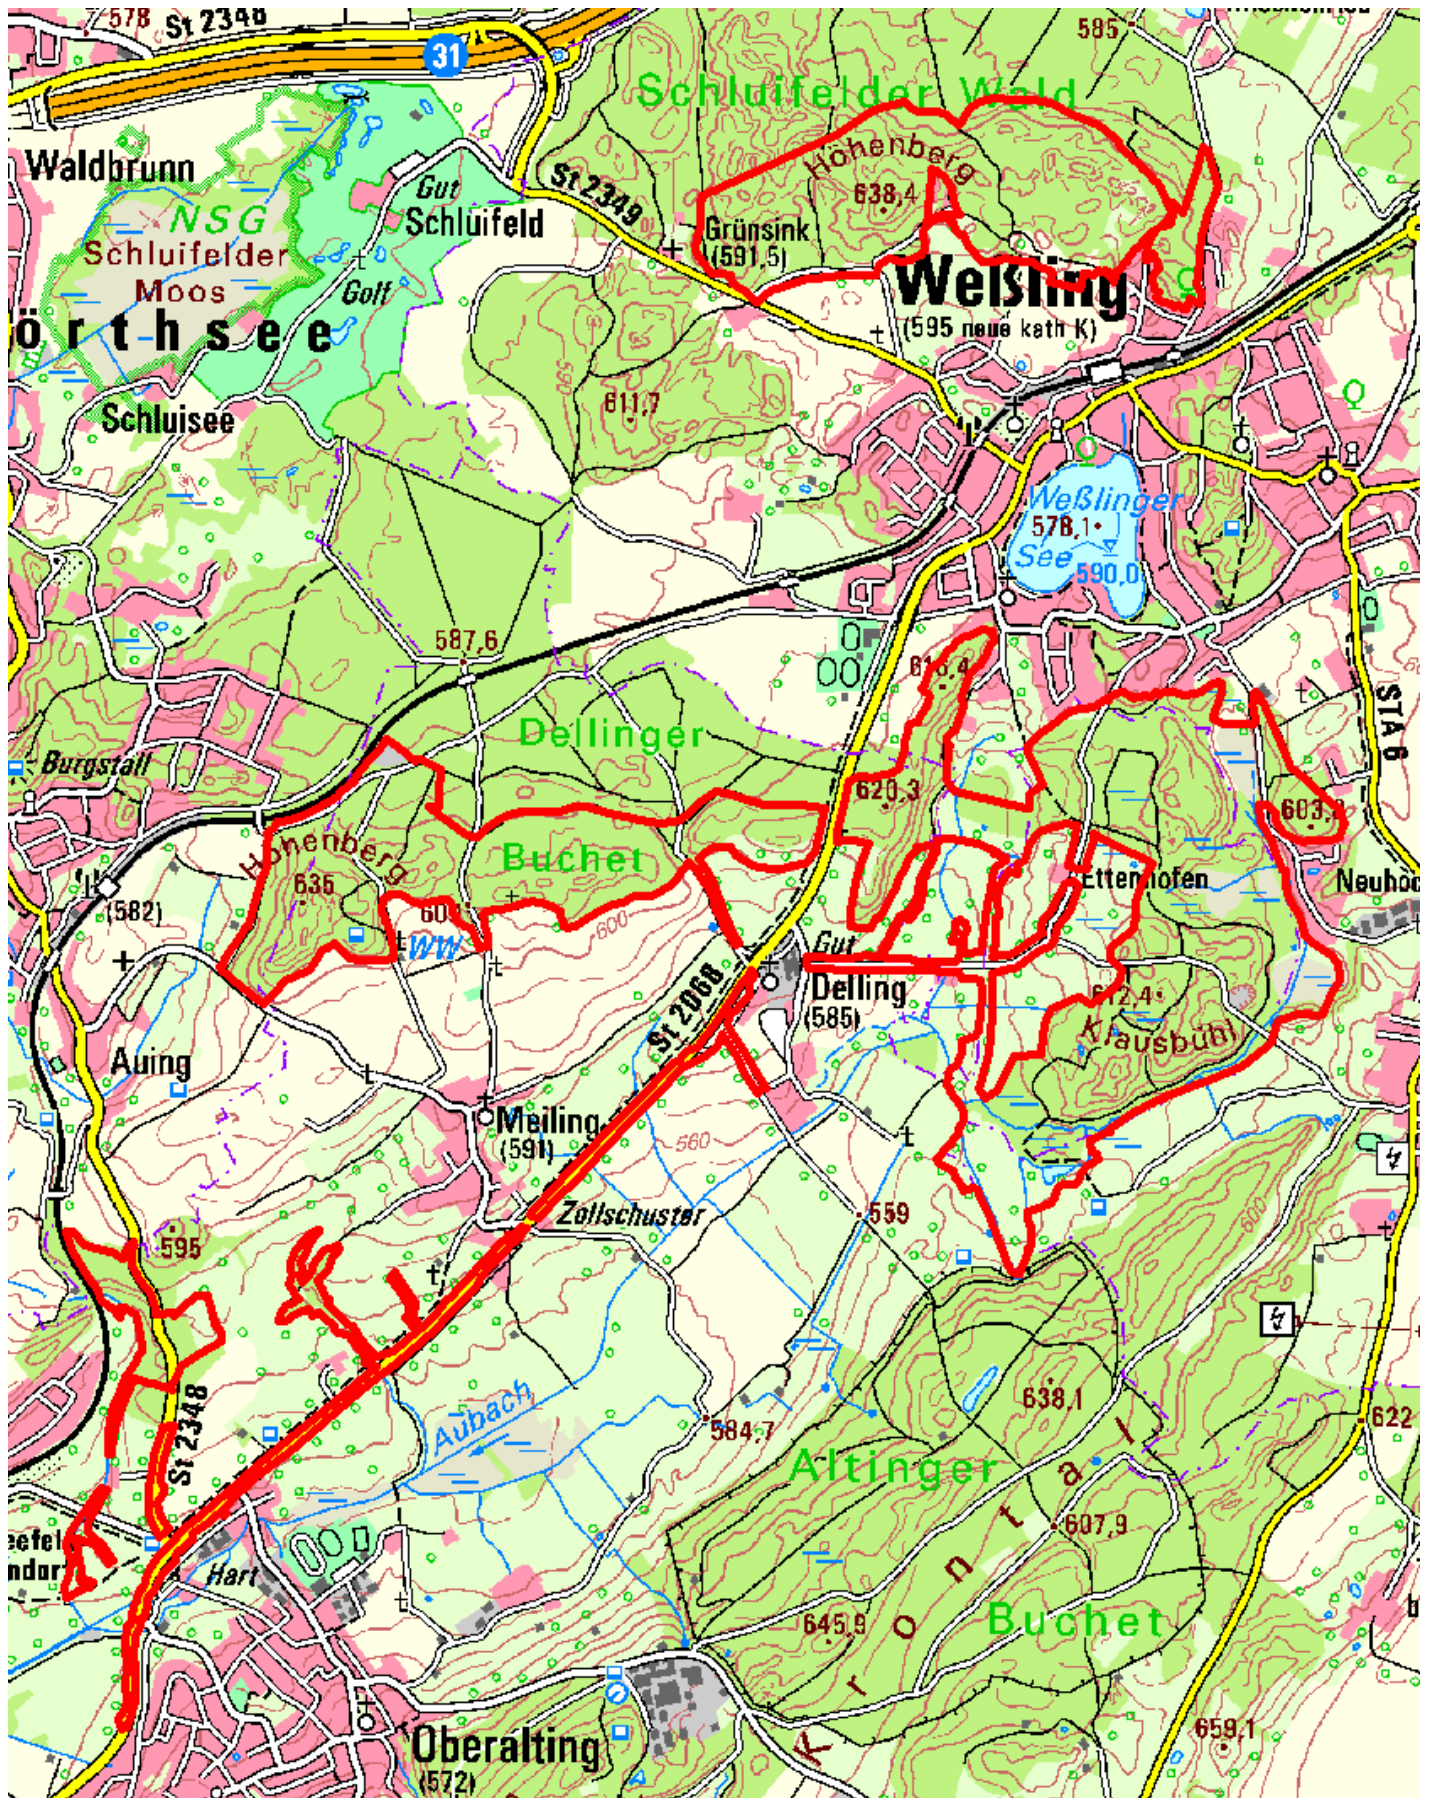 578
St 2348
31
585
Schluifelder Wald
Waldbrunn
Höhenberg
638,4
St 2349
Gut
Schluifeld
NSG
Schluifelder
Moos
Golf
Grünsink
(591,5)
Weßling
(595 neue kath K)
örthsee
Schluisee
611,7
Weßlinger
578,1
See
590,0
587,6
616,4
STA 6
Dellinger
Burgstall
620,3
603,
Höhenberg
635
Buchet
Ettenhofen
(582)
600
WW
Gut
Delling
(585)
St 2068
612,4
Klausbühl
Auing
Meiling
(591)
560
Zollschuster
559
595
600
638,1
622
St 2348
Aubach
584,7
Altinger
Buchet
Krontal
607,9
Hart
645,9
Oberalting
(572)
659,1